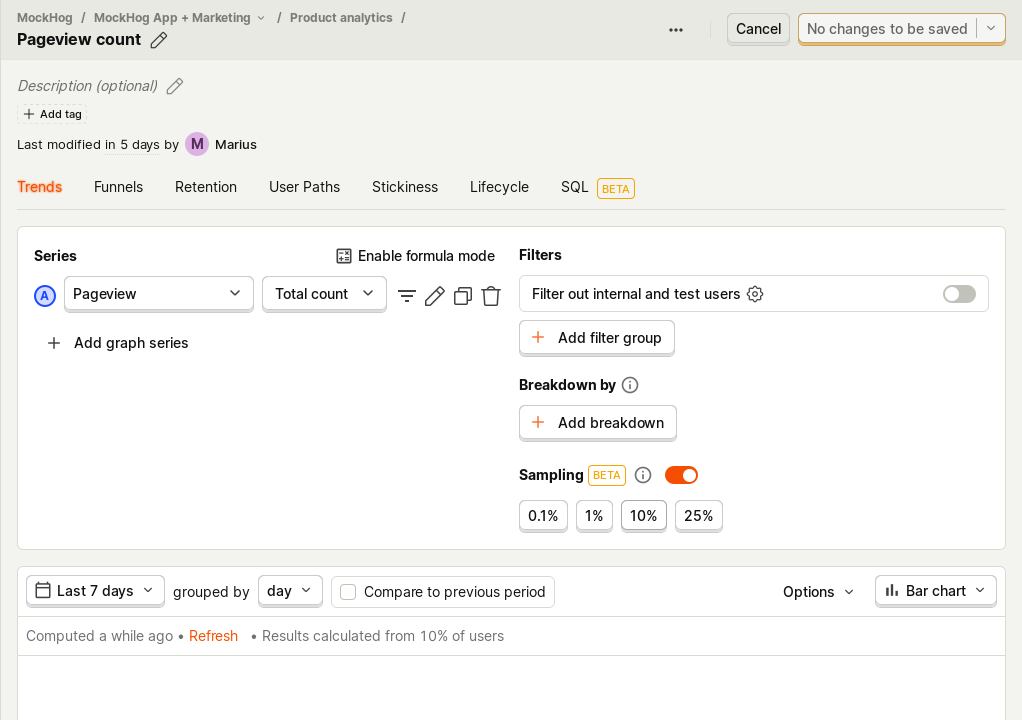 MockHog / MockHog App + Marketing / Product analytics /
Pageview count
Cancel
No changes to be saved
Description (optional)
Add tag
Last modified in 5 days by M Marius
Trends Funnels Retention User Paths Stickiness Lifecycle SQL BETA
Series Enable formula mode
A Pageview Total count
Add graph series
Filters
Filter out internal and test users
Add filter group
Breakdown by
Add breakdown
Sampling BETA
0.1% 1% 10% 25%
Last 7 days grouped by day Compare to previous period Options Bar chart
Computed a while ago • Refresh • Results calculated from 10% of users